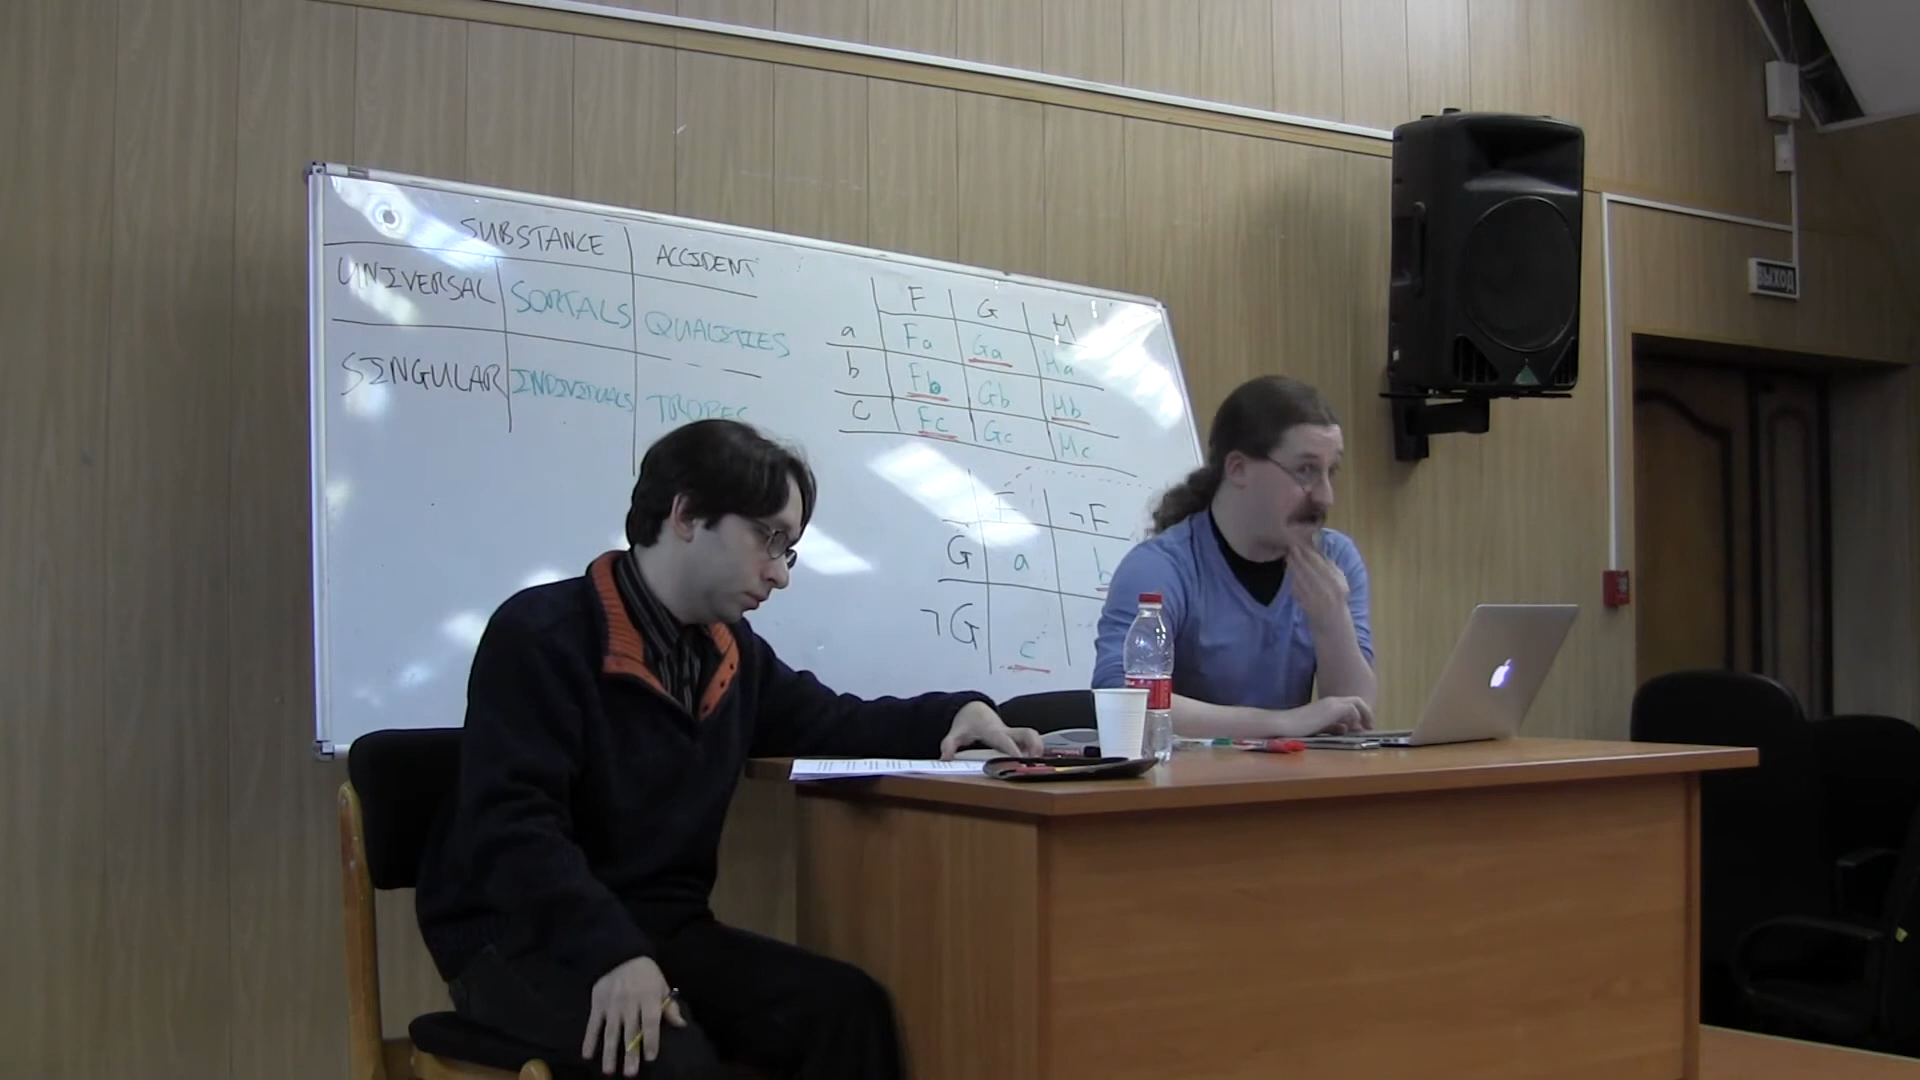 SUBSTANCE ACCIDENT
UNIVERSAL SORTALS QUALITIES
SINGULAR INDIVIDUALS TROPES
F G H
a Fa Ga Ha
b Fb Gb Hb
c Fc Gc Hc
F ¬F
G a b
¬G c
ВЫХОД